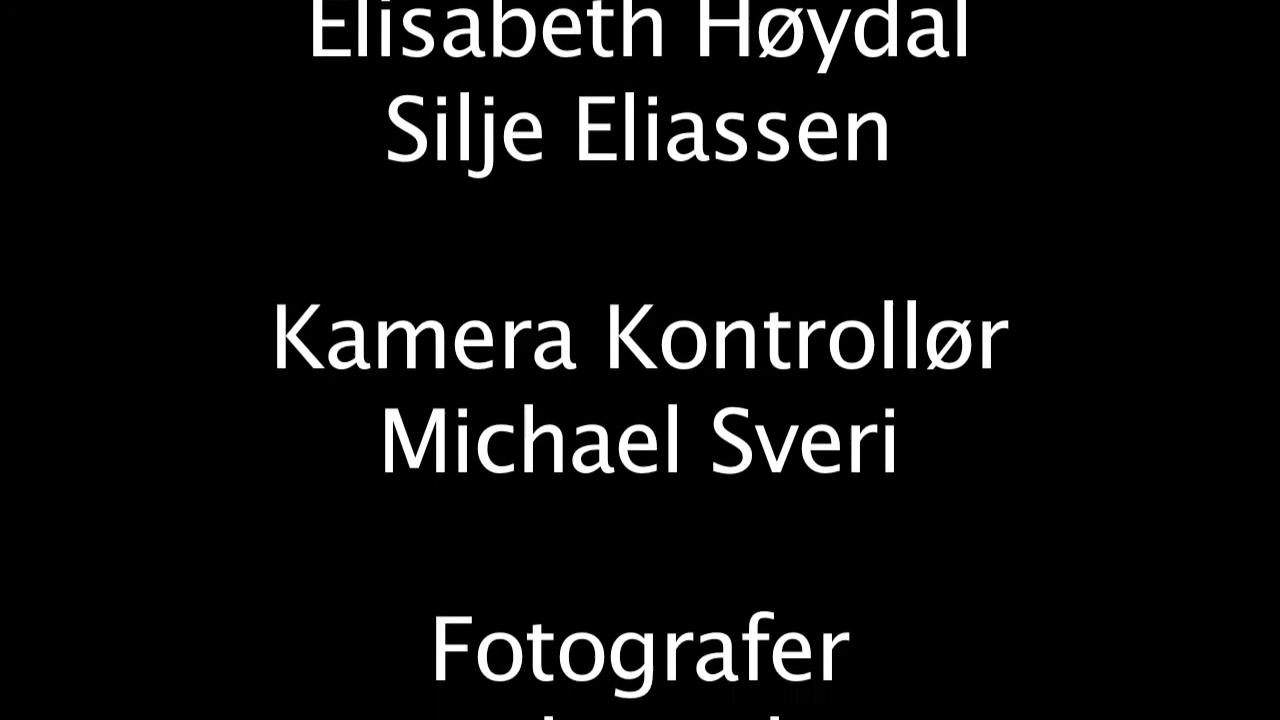 Elisabeth Høydal
Silje Eliassen
Kamera Kontrollør
Michael Sveri
Fotografer